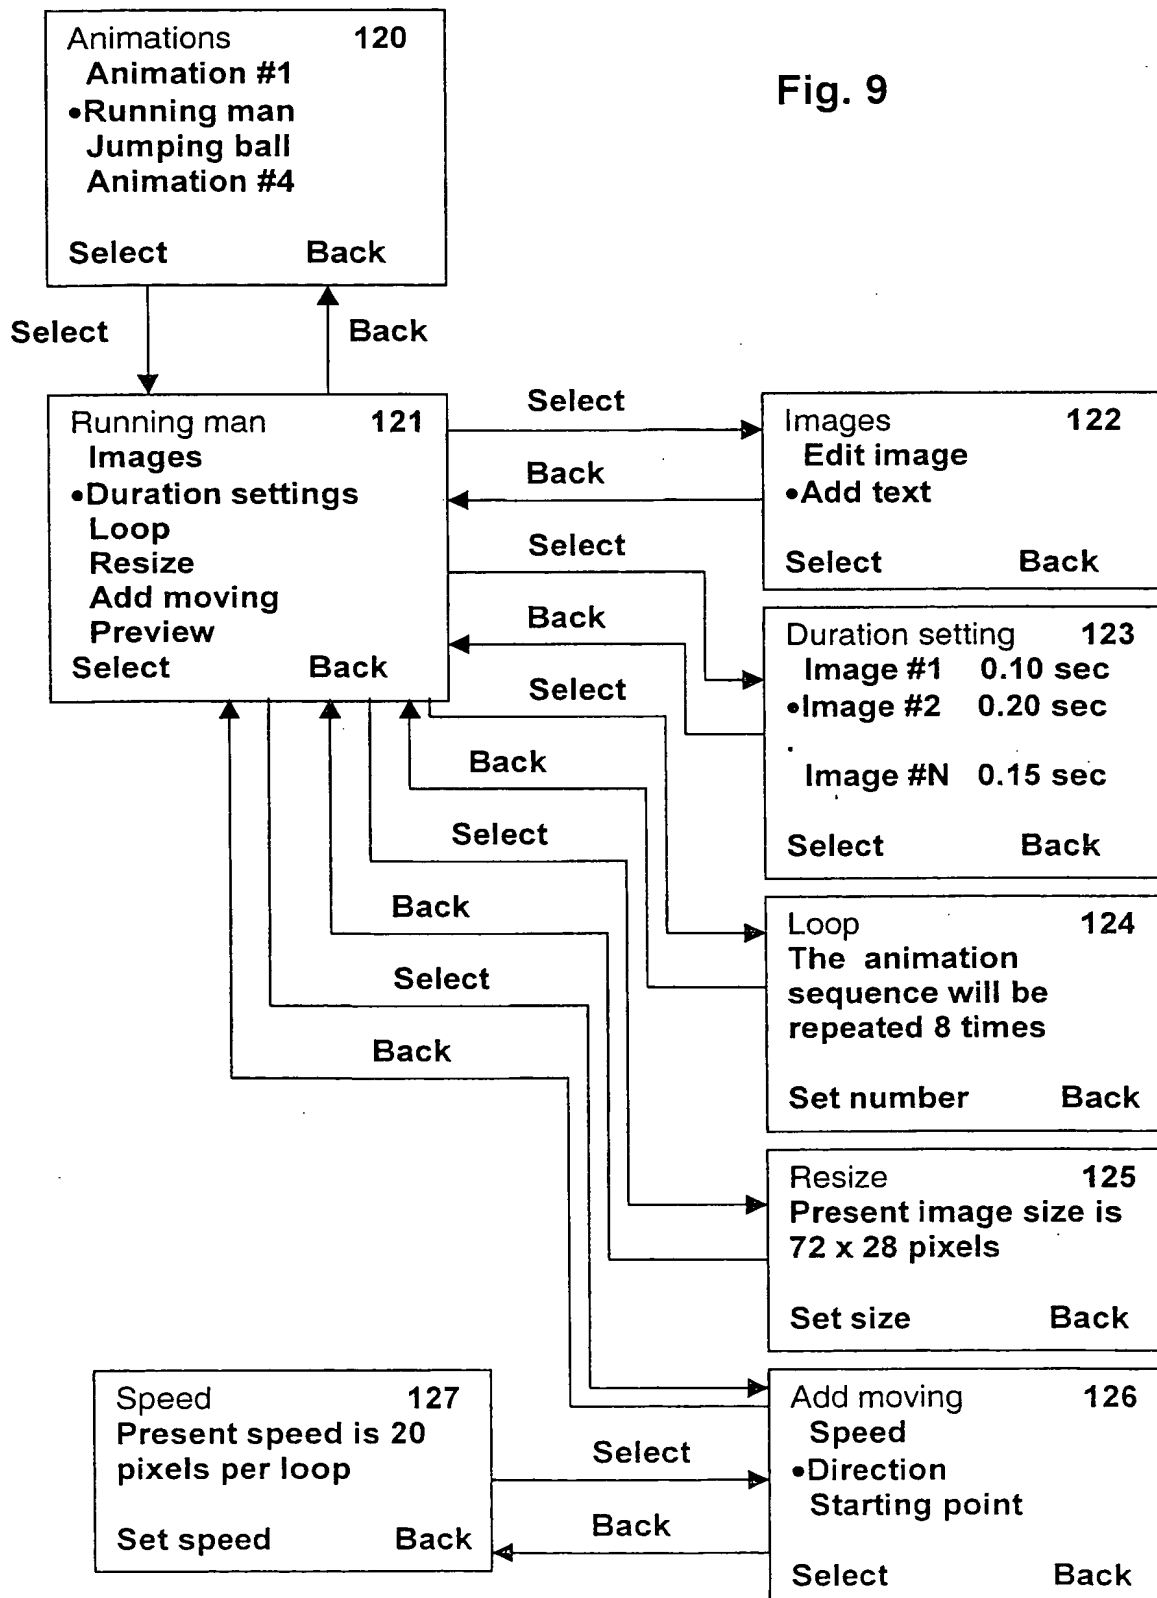 Fig. 9
Animations 120
Animation #1
•Running man
Jumping ball
Animation #4
Select Back
Select Back
Running man 121
Images
•Duration settings
Loop
Resize
Add moving
Preview
Select Back
Select
Back
Images 122
Edit image
•Add text
Select Back
Select
Back
Duration setting 123
Image #1 0.10 sec
•Image #2 0.20 sec
.
Image #N 0.15 sec
Select Back
Select
Back
Loop 124
The animation
sequence will be
repeated 8 times
Set number Back
Select
Back
Resize 125
Present image size is
72 x 28 pixels
Set size Back
Select
Back
Add moving 126
Speed
•Direction
Starting point
Select Back
Select
Back
Speed 127
Present speed is 20
pixels per loop
Set speed Back